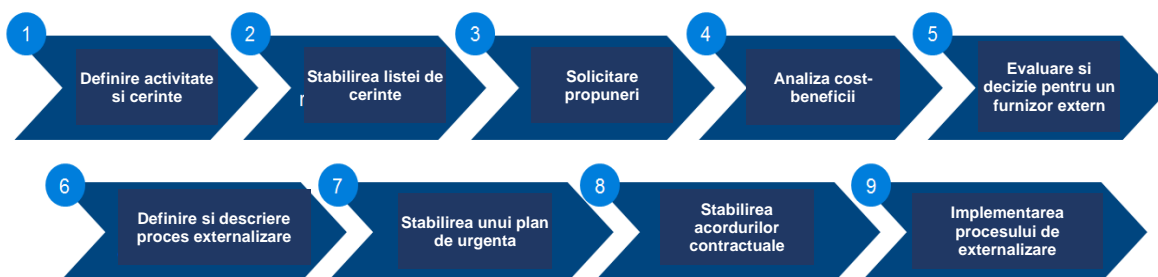 1
Definire activitate
si cerinte
2
Stabilirea listei de
cerinte
3
Solicitare
propuneri
4
Analiza cost-
beneficii
5
Evaluare si
decizie pentru un
furnizor extern
6
Definire si descriere
proces externalizare
7
Stabilirea unui plan
de urgenta
8
Stabilirea
acordurilor
contractuale
9
Implementarea
procesului de
externalizare